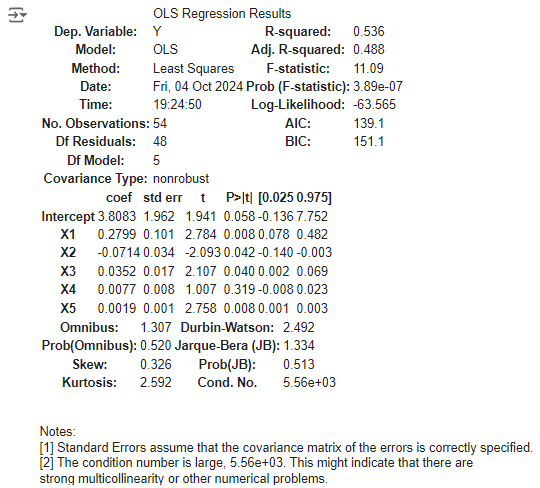 OLS Regression Results
Dep. Variable: Y R-squared: 0.536
Model: OLS Adj. R-squared: 0.488
Method: Least Squares F-statistic: 11.09
Date: Fri, 04 Oct 2024 Prob (F-statistic): 3.89e-07
Time: 19:24:50 Log-Likelihood: -63.565
No. Observations: 54 AIC: 139.1
Df Residuals: 48 BIC: 151.1
Df Model: 5
Covariance Type: nonrobust
coef std err t P>|t| [0.025 0.975]
Intercept 3.8083 1.962 1.941 0.058 -0.136 7.752
X1 0.2799 0.101 2.784 0.008 0.078 0.482
X2 -0.0714 0.034 -2.093 0.042 -0.140 -0.003
X3 0.0352 0.017 2.107 0.040 0.002 0.069
X4 0.0077 0.008 1.007 0.319 -0.008 0.023
X5 0.0019 0.001 2.758 0.008 0.001 0.003
Omnibus: 1.307 Durbin-Watson: 2.492
Prob(Omnibus): 0.520 Jarque-Bera (JB): 1.334
Skew: 0.326 Prob(JB): 0.513
Kurtosis: 2.592 Cond. No. 5.56e+03
Notes:
[1] Standard Errors assume that the covariance matrix of the errors is correctly specified.
[2] The condition number is large, 5.56e+03. This might indicate that there are
strong multicollinearity or other numerical problems.